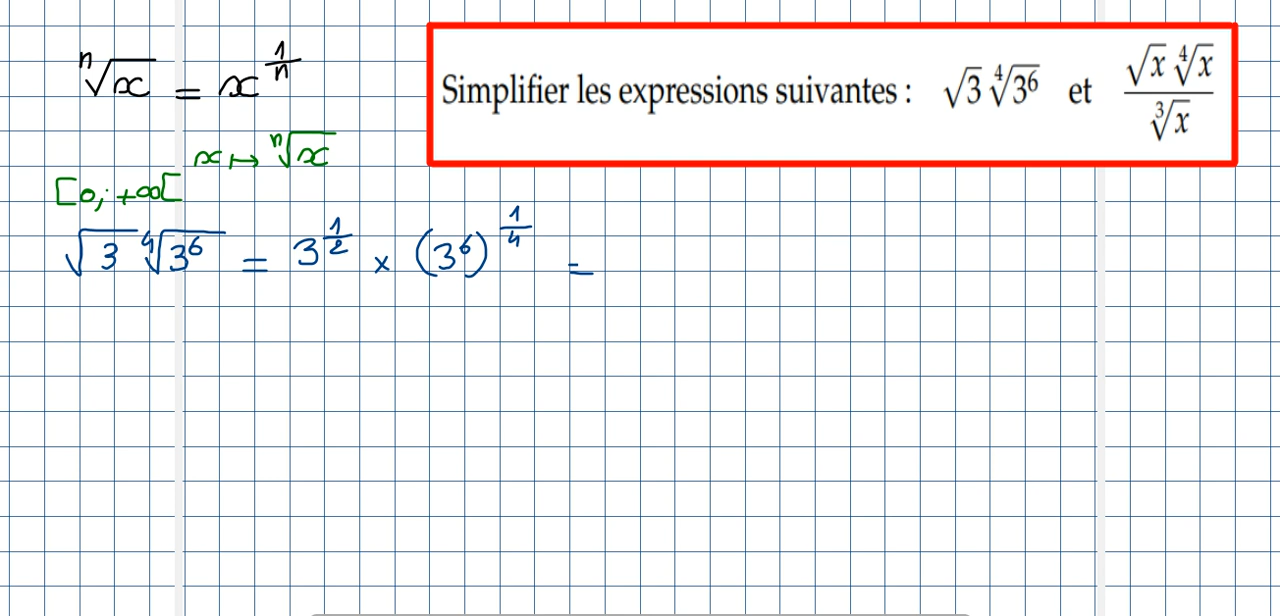 ⁿ√x = x^(1/n)
Simplifier les expressions suivantes : √3 ⁴√3⁶ et (√x ⁴√x)/(³√x)
x ↦ ⁿ√x
[0; +∞[
√3 ⁴√3⁶ = 3^(1/2) × (3⁶)^(1/4) =